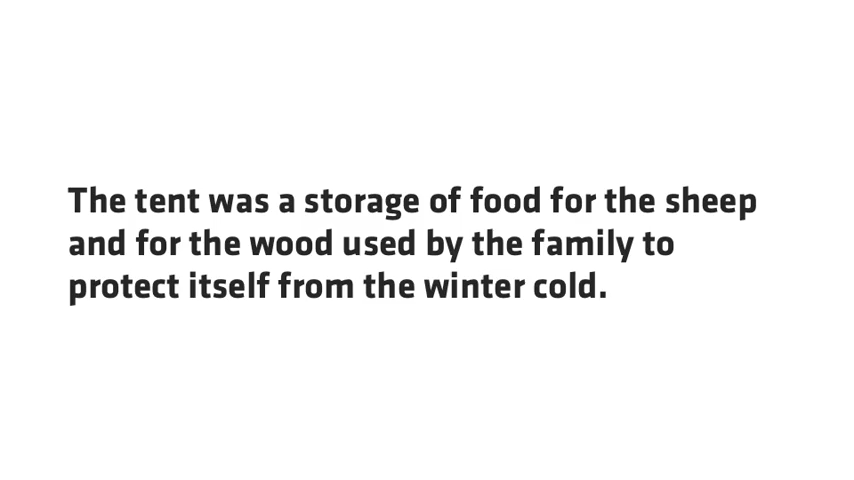 The tent was a storage of food for the sheep
and for the wood used by the family to
protect itself from the winter cold.